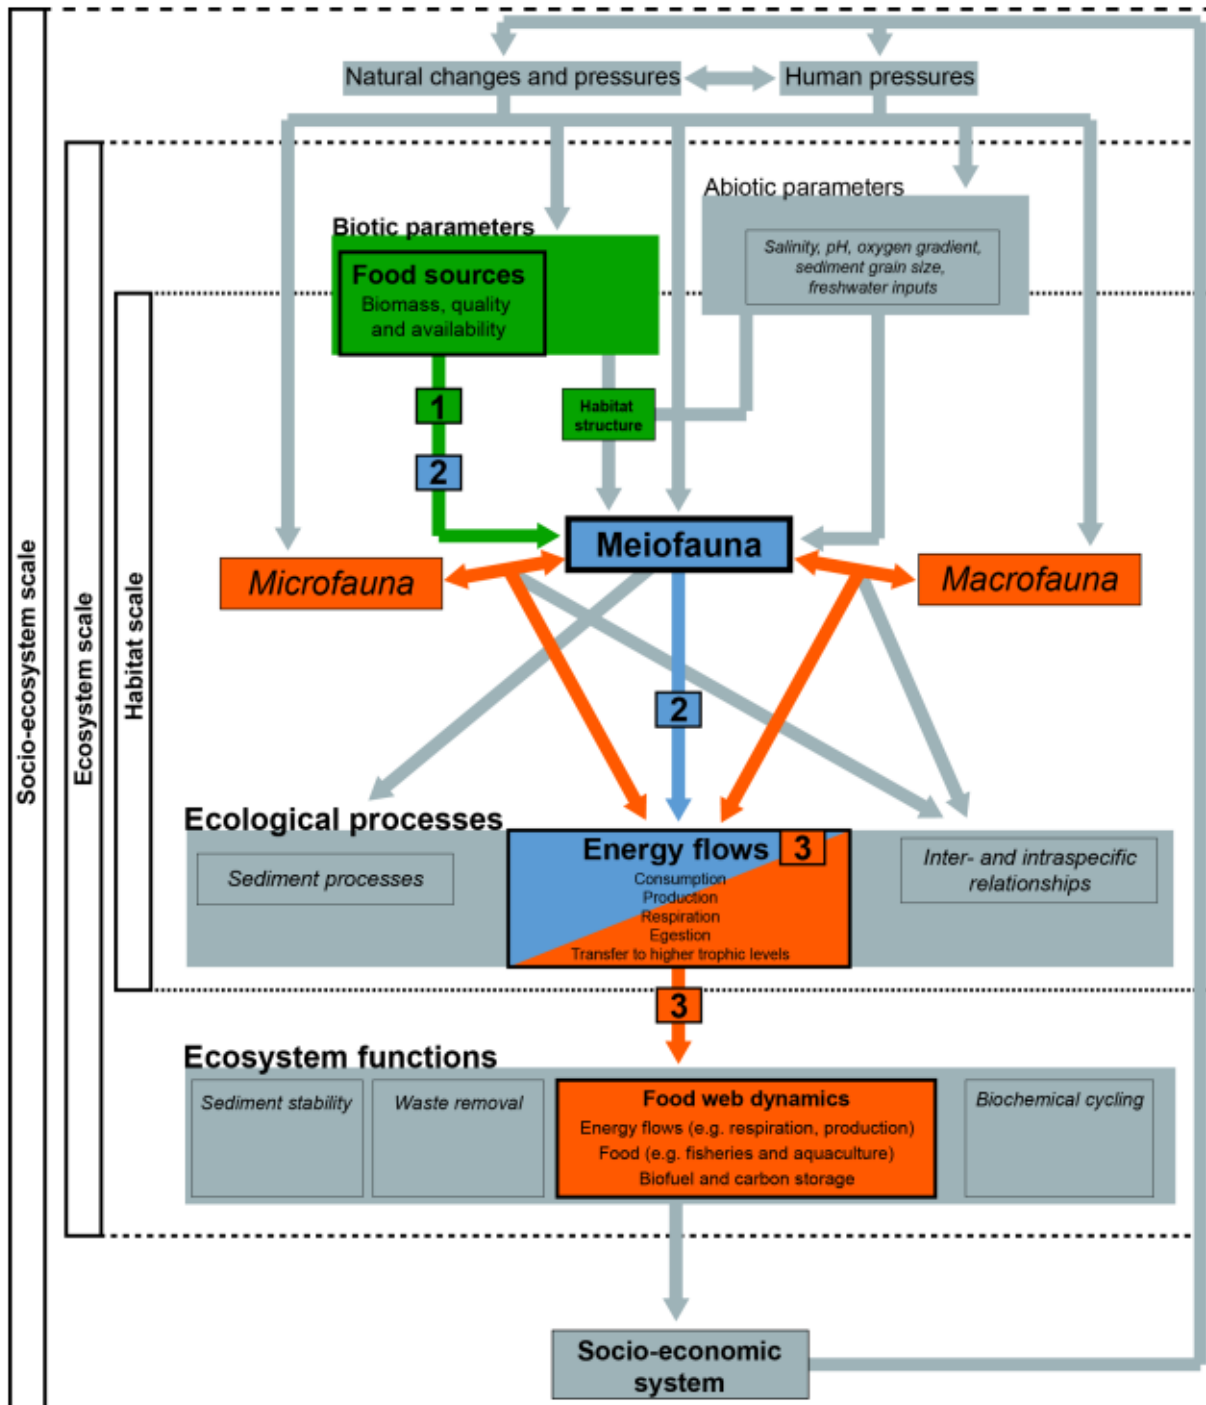 Natural changes and pressures
Human pressures
Abiotic parameters
Salinity, pH, oxygen gradient,
sediment grain size,
freshwater inputs
Biotic parameters
Food sources
Biomass, quality
and availability
1
Habitat
structure
2
Meiofauna
Microfauna
Macrofauna
2
Ecological processes
Sediment processes
Energy flows
3
Consumption
Production
Respiration
Egestion
Transfer to higher trophic levels
Inter- and intraspecific
relationships
3
Ecosystem functions
Sediment stability
Waste removal
Food web dynamics
Energy flows (e.g. respiration, production)
Food (e.g. fisheries and aquaculture)
Biofuel and carbon storage
Biochemical cycling
Socio-economic
system
Socio-ecosystem scale
Ecosystem scale
Habitat scale